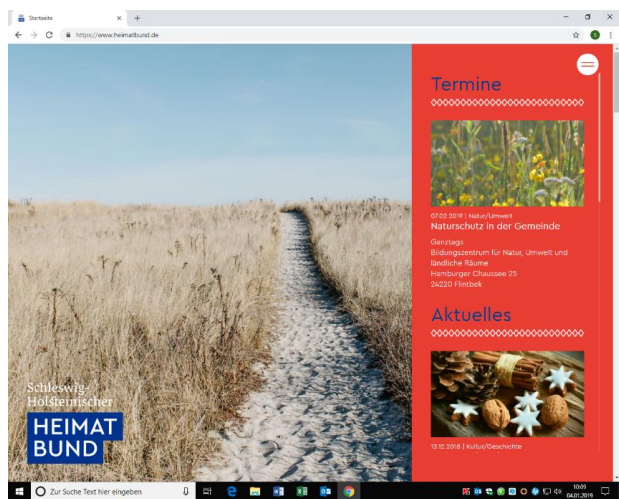 Startseite
https://www.heimatbund.de
Termine
07.02.2019 | Natur/Umwelt
Naturschutz in der Gemeinde
Ganztags
Bildungszentrum für Natur, Umwelt und
ländliche Räume
Hamburger Chaussee 25
24220 Flintbek
Aktuelles
13.12.2018 | Kultur/Geschichte
Schleswig-
Holsteinischer
HEIMAT
BUND
Zur Suche Text hier eingeben
10:09
04.01.2019